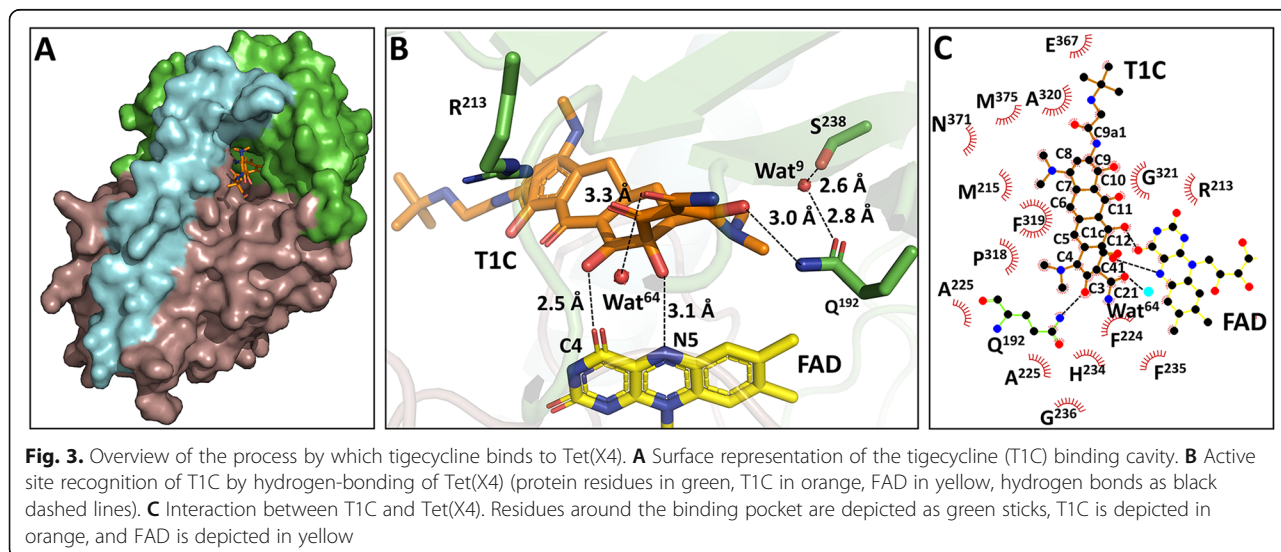 A
B
R213
S238
Wat9
3.3 Å
2.6 Å
3.0 Å
2.8 Å
T1C
Wat64
Q192
2.5 Å
3.1 Å
C4
N5
FAD
C
E367
T1C
M375
A320
N371
C9a1
C8
C9
M215
C7
C10
G321
R213
C6
C11
F319
C5
C1c
C12
P318
C4
C41
A225
C3
C21
Wat64
FAD
Q192
F224
A225
H234
F235
G236
Fig. 3. Overview of the process by which tigecycline binds to Tet(X4). A Surface representation of the tigecycline (T1C) binding cavity. B Active
site recognition of T1C by hydrogen-bonding of Tet(X4) (protein residues in green, T1C in orange, FAD in yellow, hydrogen bonds as black
dashed lines). C Interaction between T1C and Tet(X4). Residues around the binding pocket are depicted as green sticks, T1C is depicted in
orange, and FAD is depicted in yellow